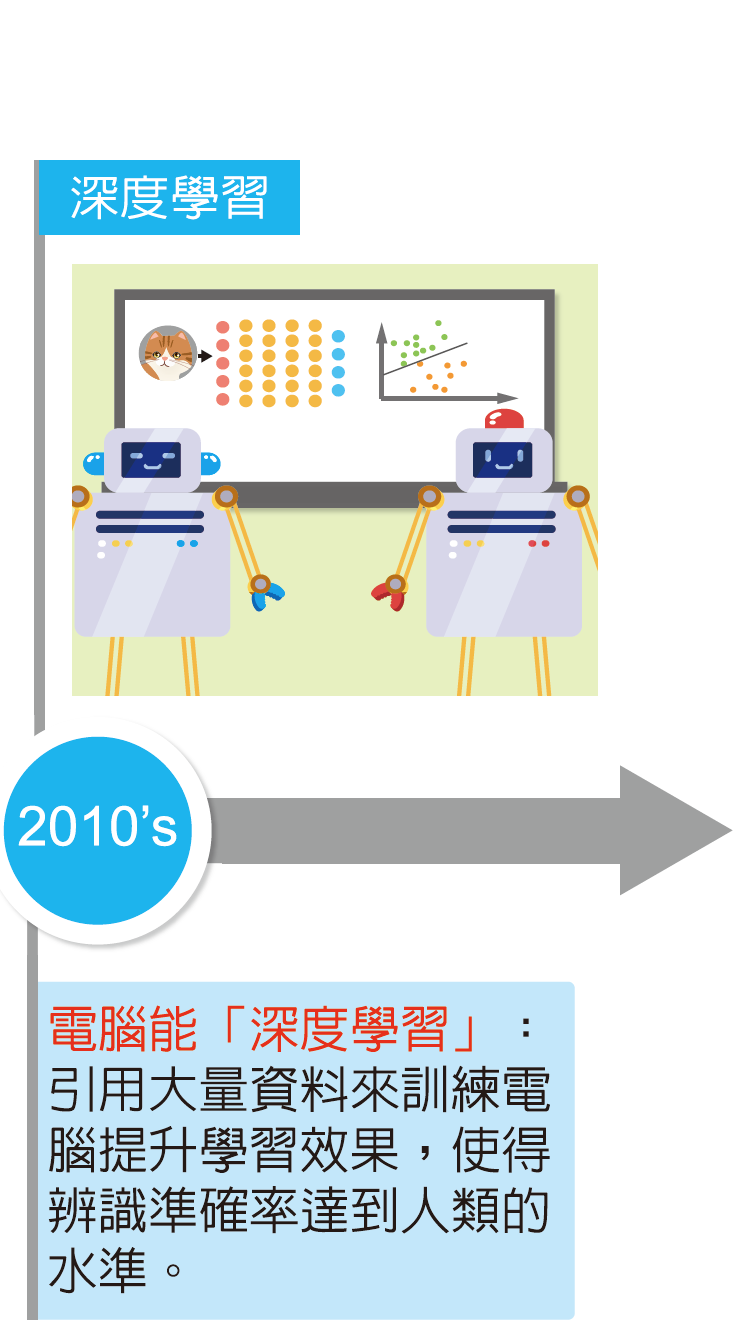 深度學習
2010’s
電腦能「深度學習」：
引用大量資料來訓練電
腦提升學習效果，使得
辨識準確率達到人類的
水準。